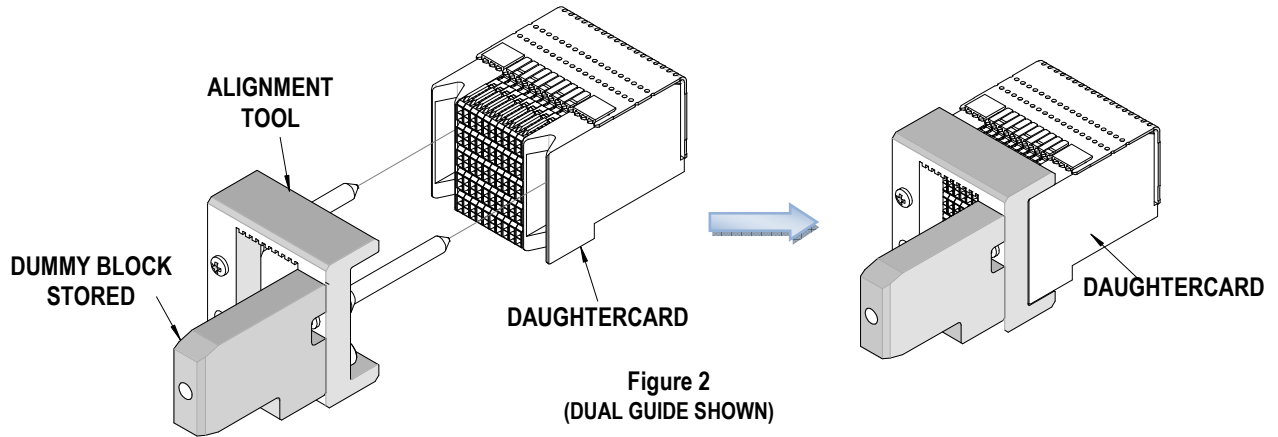 ALIGNMENT
TOOL
DUMMY BLOCK
STORED
DAUGHTERCARD
DAUGHTERCARD
Figure 2
(DUAL GUIDE SHOWN)